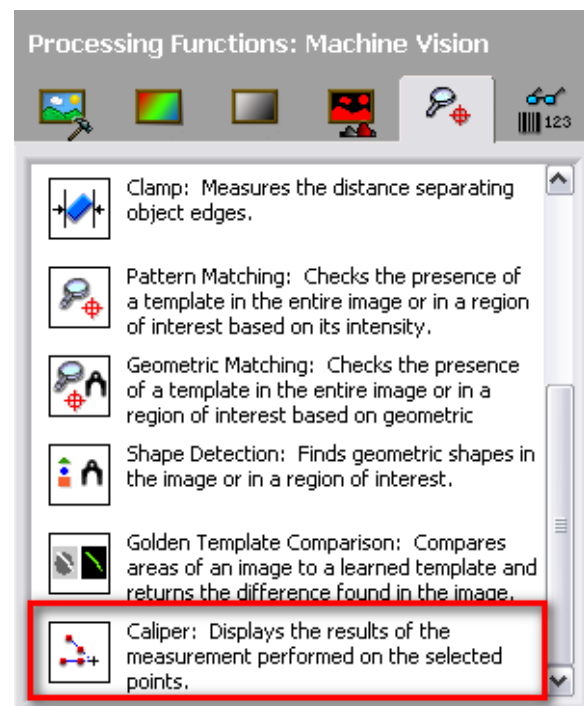 Processing Functions: Machine Vision
123
Clamp: Measures the distance separating
object edges.
Pattern Matching: Checks the presence of
a template in the entire image or in a region
of interest based on its intensity.
Geometric Matching: Checks the presence
of a template in the entire image or in a
region of interest based on geometric
Shape Detection: Finds geometric shapes in
the image or in a region of interest.
Golden Template Comparison: Compares
areas of an image to a learned template and
returns the difference found in the image.
Caliper: Displays the results of the
measurement performed on the selected
points.